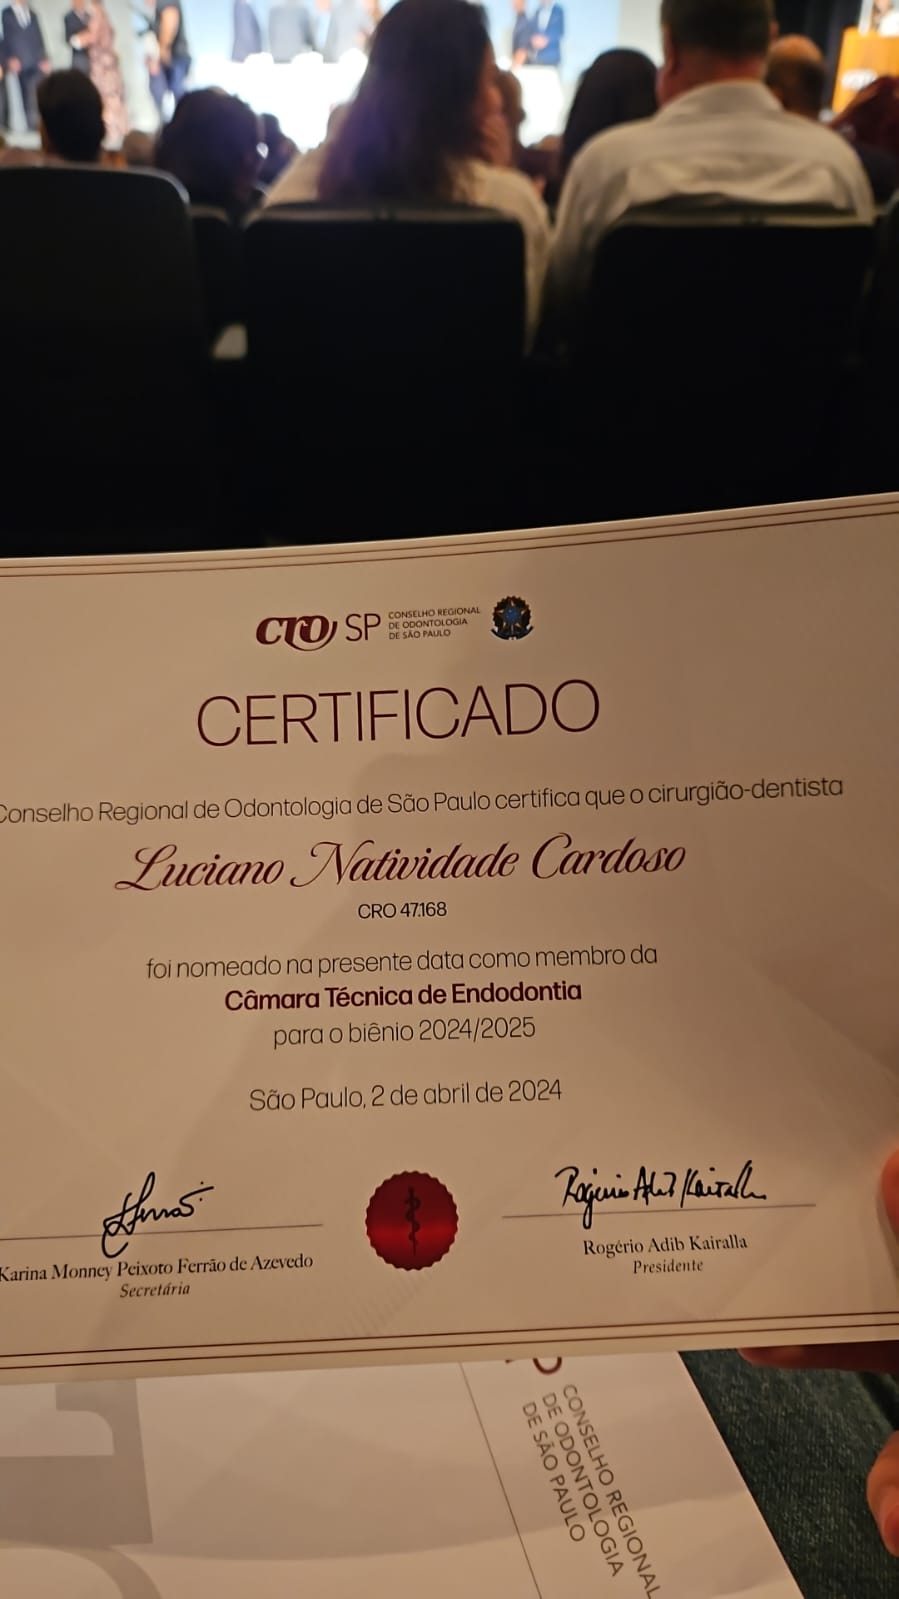 cro SP CONSELHO REGIONAL
DE ODONTOLOGIA
DE SÃO PAULO
CERTIFICADO
Conselho Regional de Odontologia de São Paulo certifica que o cirurgião-dentista
Luciano Natividade Cardoso
CRO 47.168
foi nomeado na presente data como membro da
Câmara Técnica de Endodontia
para o biênio 2024/2025
São Paulo, 2 de abril de 2024
Karina Monney Peixoto Ferrão de Azevedo
Secretária
Rogério Adib Kairalla
Presidente
CONSELHO REGIONAL
DE ODONTOLOGIA
DE SÃO PAULO